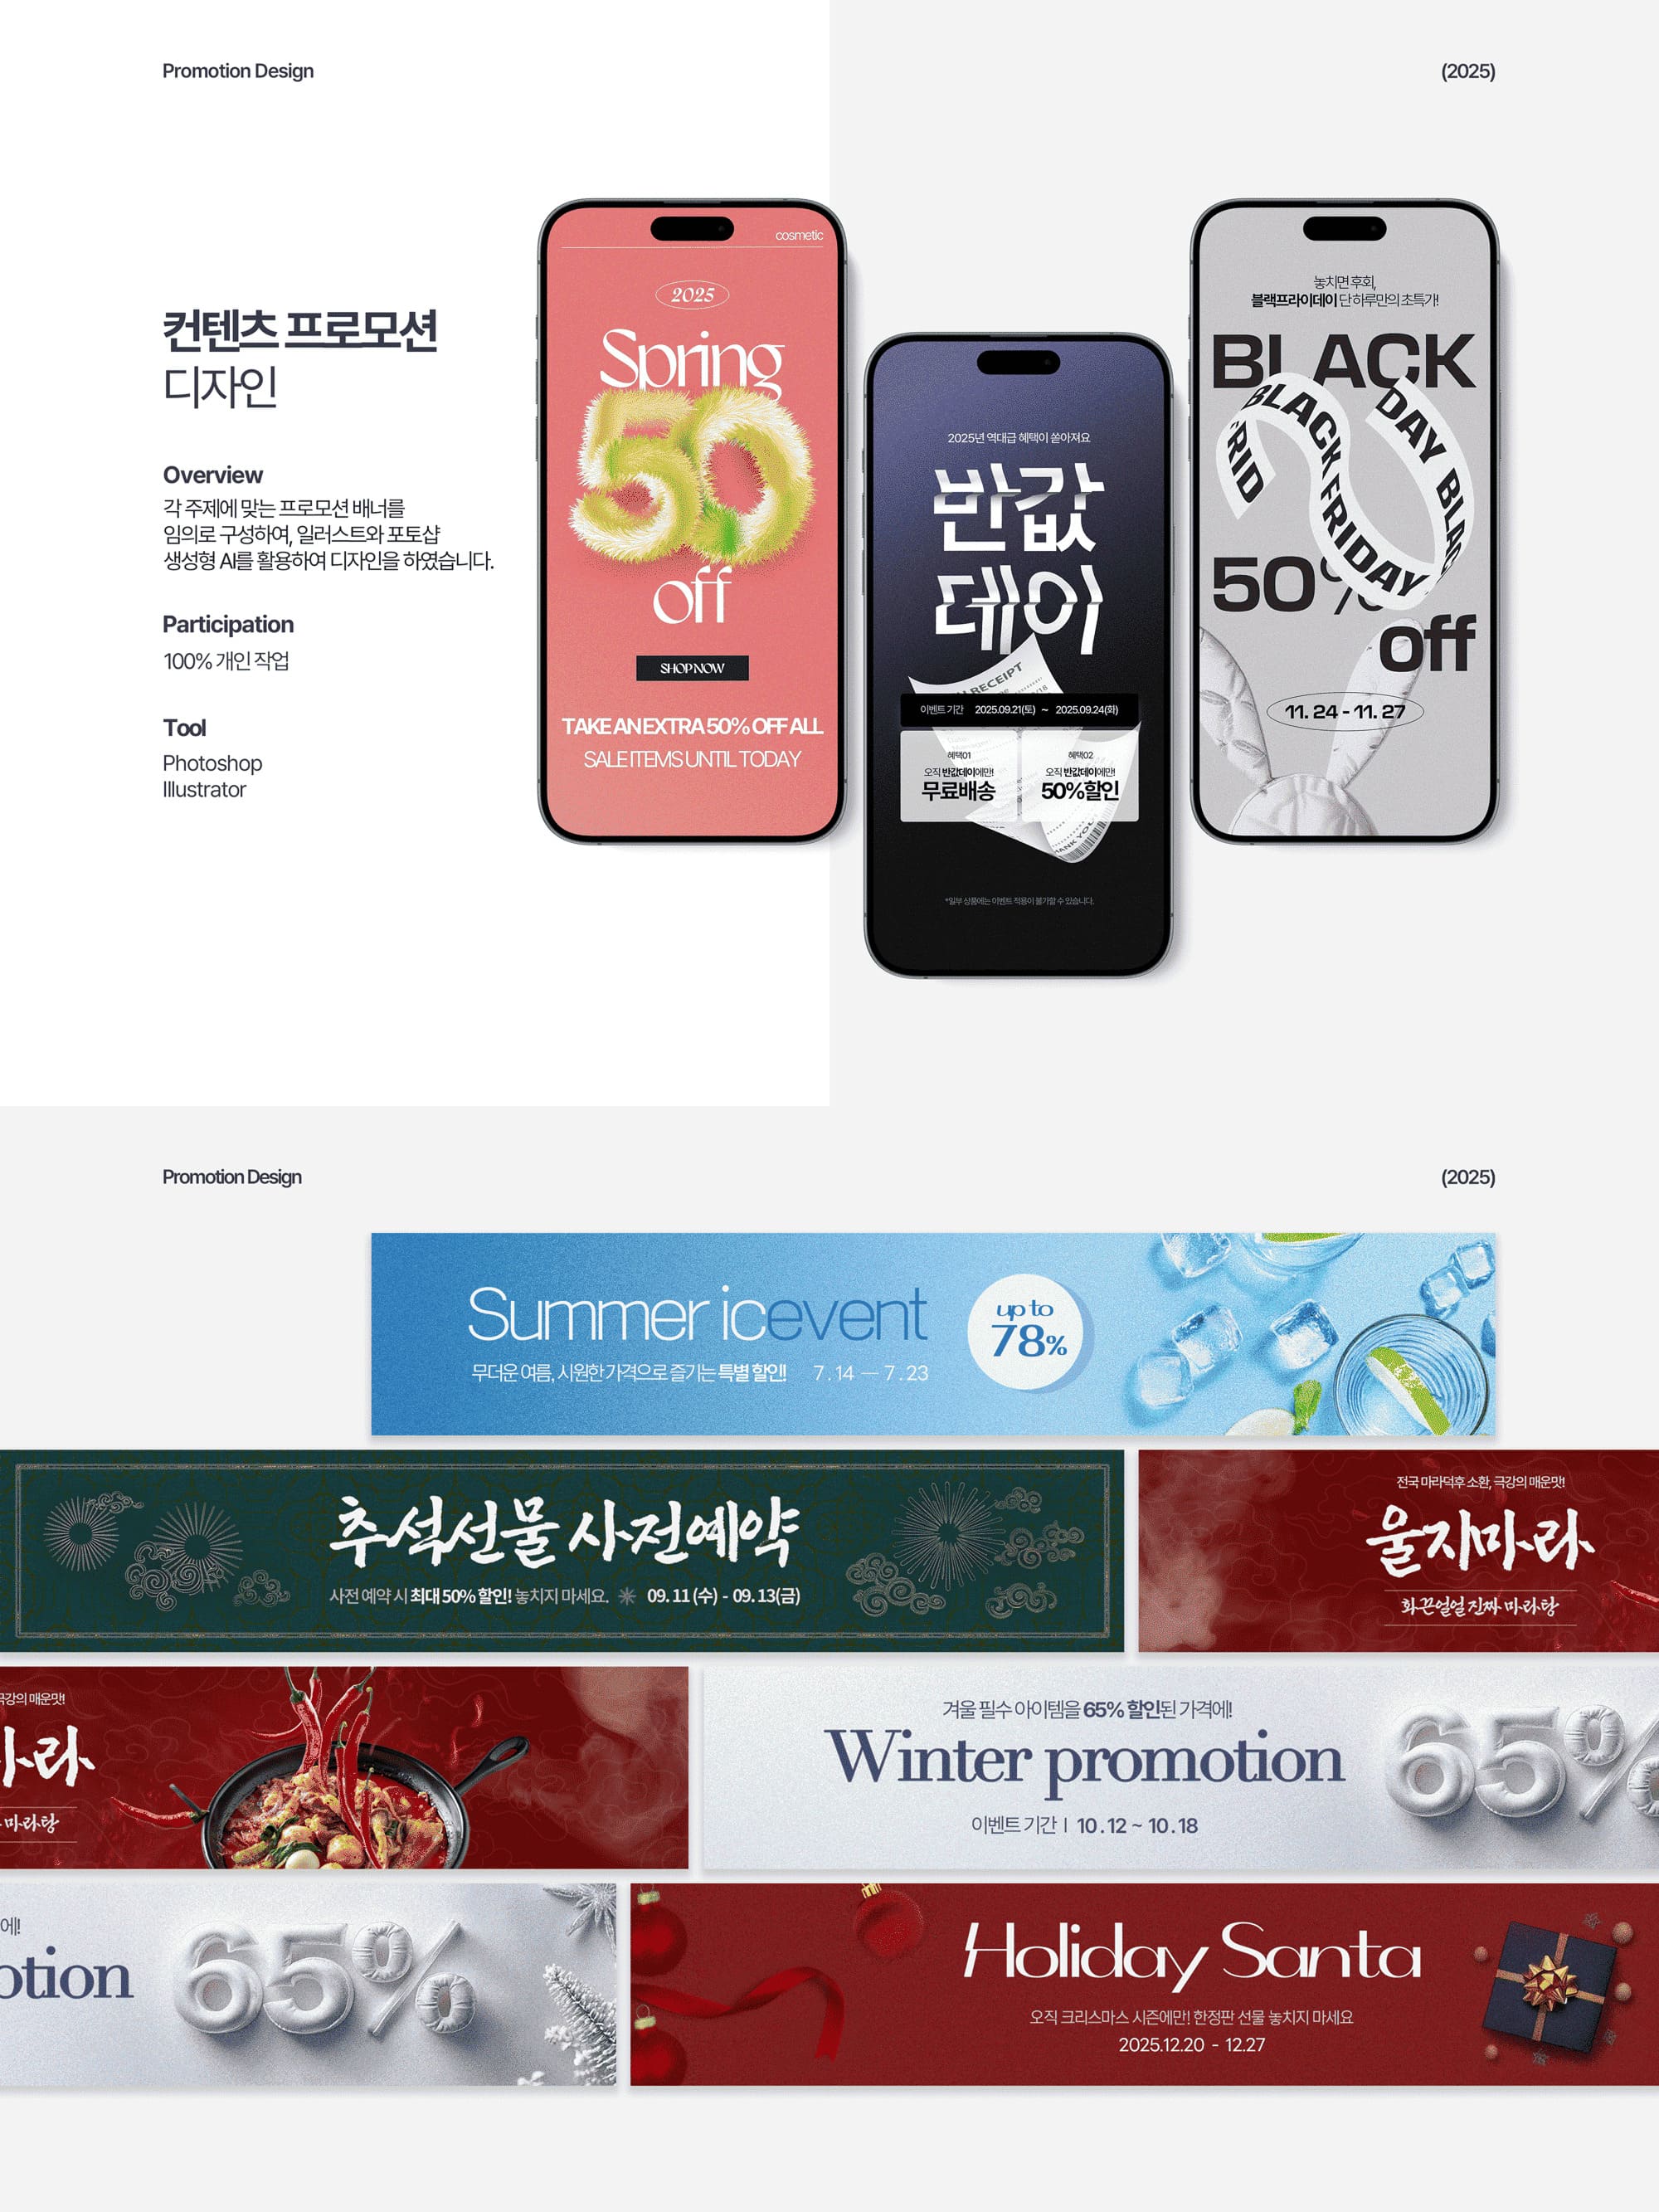 Promotion Design
(2025)
컨텐츠 프로모션
디자인
Overview
각 주제에 맞는 프로모션 배너를
임의로 구성하여, 일러스트와 포토샵
생성형 AI를 활용하여 디자인을 하였습니다.
Participation
100% 개인 작업
Tool
Photoshop
Illustrator
cosmetic
2025
Spring
50
off
SHOP NOW
TAKE AN EXTRA 50% OFF ALL
SALE ITEMS UNTIL TODAY
2025년 역대급 혜택이 쏟아져요
반값
데이
RECEIPT
이벤트 기간 2025.09.21(토) ~ 2025.09.24(화)
혜택01
오직 반값데이에만!
무료배송
혜택02
오직 반값데이에만!
50%할인
*일부 상품에는 이벤트 적용이 불가할 수 있습니다.
놓치면 후회,
블랙프라이데이 단 하루만의 초특가!
BLACK
FRID
BLACK FRIDAY
DAY BLAC
50%
off
11. 24 - 11. 27
Promotion Design
(2025)
Summer icevent
무더운 여름, 시원한 가격으로 즐기는 특별 할인! 7.14 — 7.23
up to
78%
추석선물 사전예약
사전 예약 시 최대 50% 할인! 놓치지 마세요. 09.11 (수) - 09.13(금)
전국 마라덕후 소환, 극강의 매운맛!
울지마라
화끈얼얼 진짜 마라탕
극강의 매운맛!
마라
마라탕
겨울 필수 아이템을 65% 할인된 가격에!
Winter promotion
이벤트 기간 | 10.12 ~ 10.18
65%
에!
otion
65%
Holiday Santa
오직 크리스마스 시즌에만! 한정판 선물 놓치지 마세요
2025.12.20 - 12.27